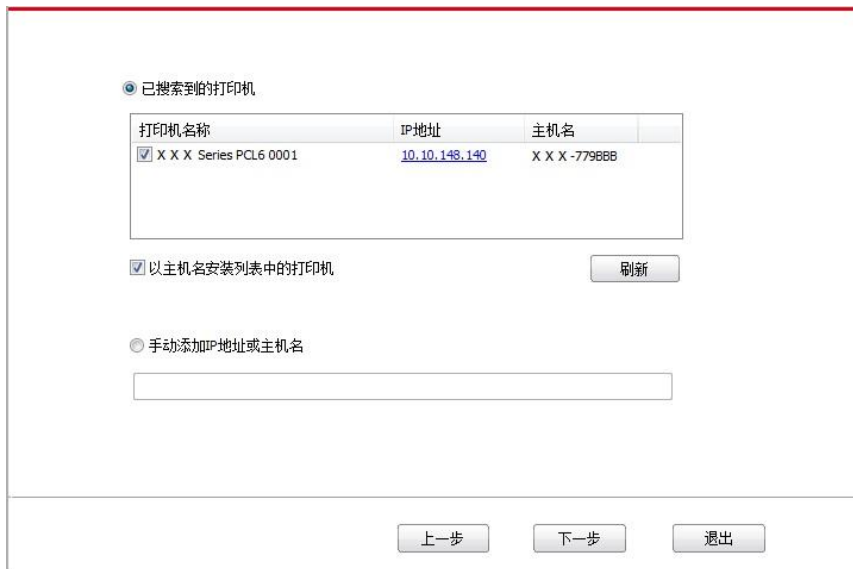 已搜索到的打印机
打印机名称 IP地址 主机名
X X X Series PCL6 0001 10.10.148.140 X X X -779BBB
以主机名安装列表中的打印机 刷新
手动添加IP地址或主机名
上一步 下一步 退出